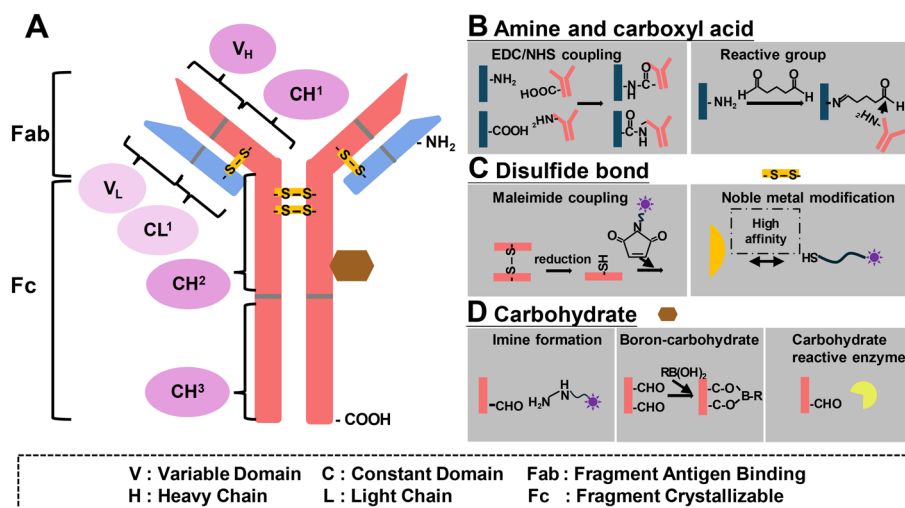 A
V_H
CH¹
Fab
V_L
CL¹
Fc
CH²
CH³
-S-S-
-S-S-
-S-S-
-S-S-
-NH₂
-COOH
B Amine and carboxyl acid
EDC/NHS coupling
-NH₂
HOOC-
-COOH
H₂N-
H O
-N-C-
O H
-C-N-
Reactive group
-NH₂
O O
H H
-N
O
H
H₂N-
C Disulfide bond
-S-S-
Maleimide coupling
-S-S-
reduction
-SH
O N O
Noble metal modification
High
affinity
HS
D Carbohydrate
Imine formation
-CHO
H₂N
H
N
Boron-carbohydrate
-CHO
-CHO
RB(OH)₂
-C-O
-C-O
B-R
Carbohydrate
reactive enzyme
-CHO
V : Variable Domain C : Constant Domain Fab : Fragment Antigen Binding
H : Heavy Chain L : Light Chain Fc : Fragment Crystallizable